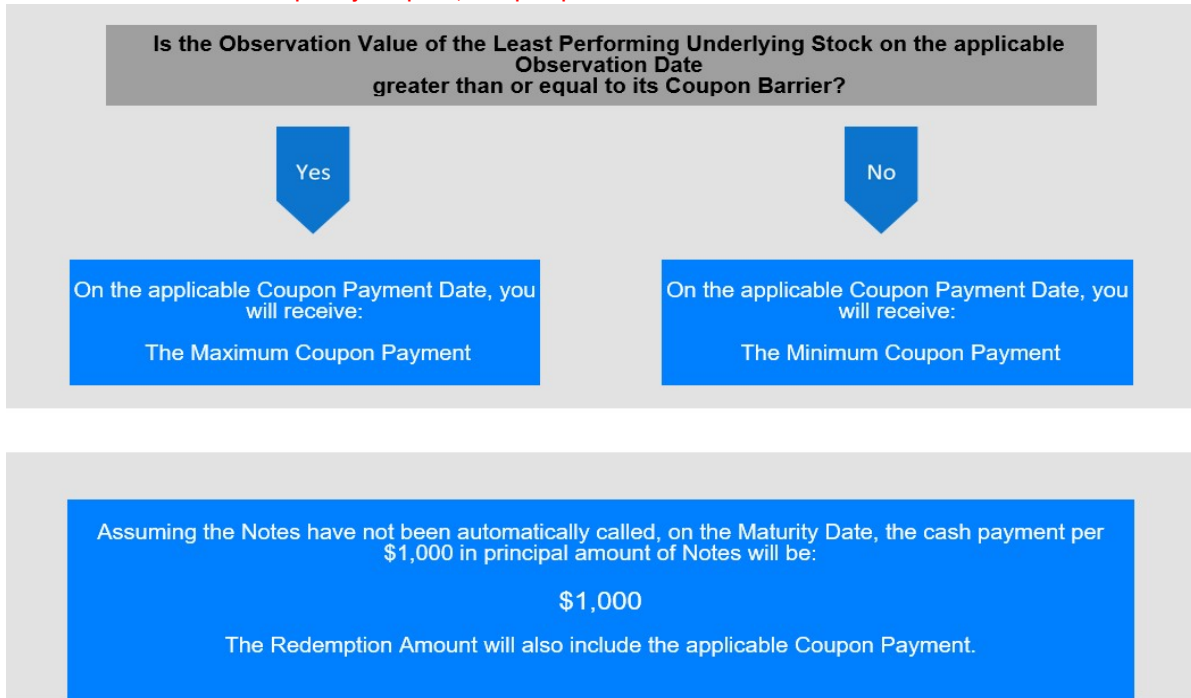 Is the Observation Value of the Least Performing Underlying Stock on the applicable
Observation Date
greater than or equal to its Coupon Barrier?
Yes
No
On the applicable Coupon Payment Date, you
will receive:
The Maximum Coupon Payment
On the applicable Coupon Payment Date, you
will receive:
The Minimum Coupon Payment
Assuming the Notes have not been automatically called, on the Maturity Date, the cash payment per
$1,000 in principal amount of Notes will be:
$1,000
The Redemption Amount will also include the applicable Coupon Payment.